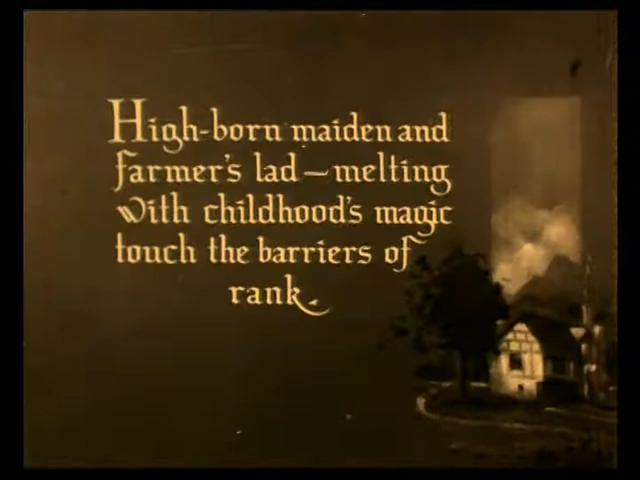 High-born maiden and
farmer's lad—melting
with childhood's magic
touch the barriers of
rank.